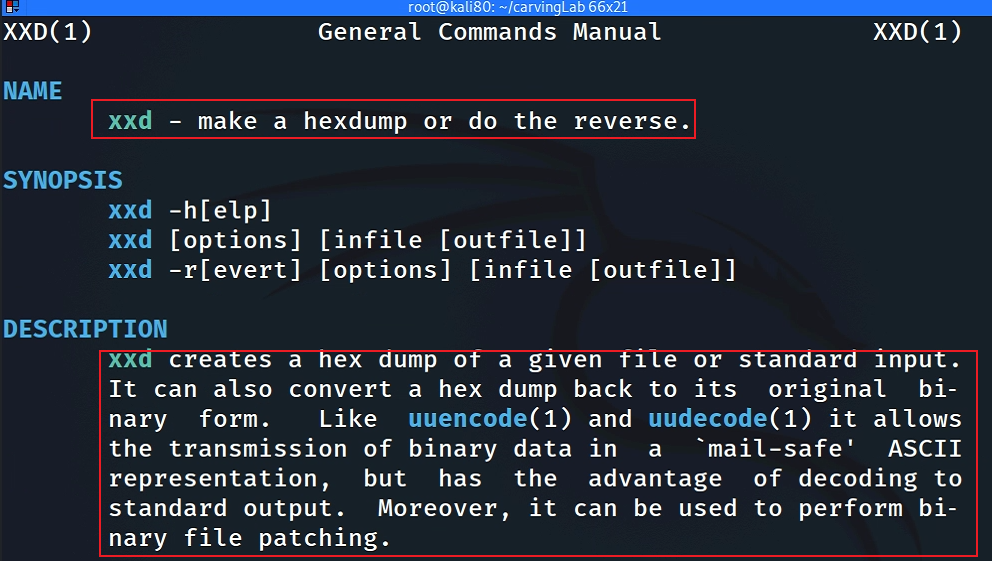 root@kali80: ~/carvingLab 66x21
XXD(1) General Commands Manual XXD(1)
NAME
xxd - make a hexdump or do the reverse.
SYNOPSIS
xxd -h[elp]
xxd [options] [infile [outfile]]
xxd -r[evert] [options] [infile [outfile]]
DESCRIPTION
xxd creates a hex dump of a given file or standard input.
It can also convert a hex dump back to its original bi-
nary form. Like uuencode(1) and uudecode(1) it allows
the transmission of binary data in a `mail-safe' ASCII
representation, but has the advantage of decoding to
standard output. Moreover, it can be used to perform bi-
nary file patching.